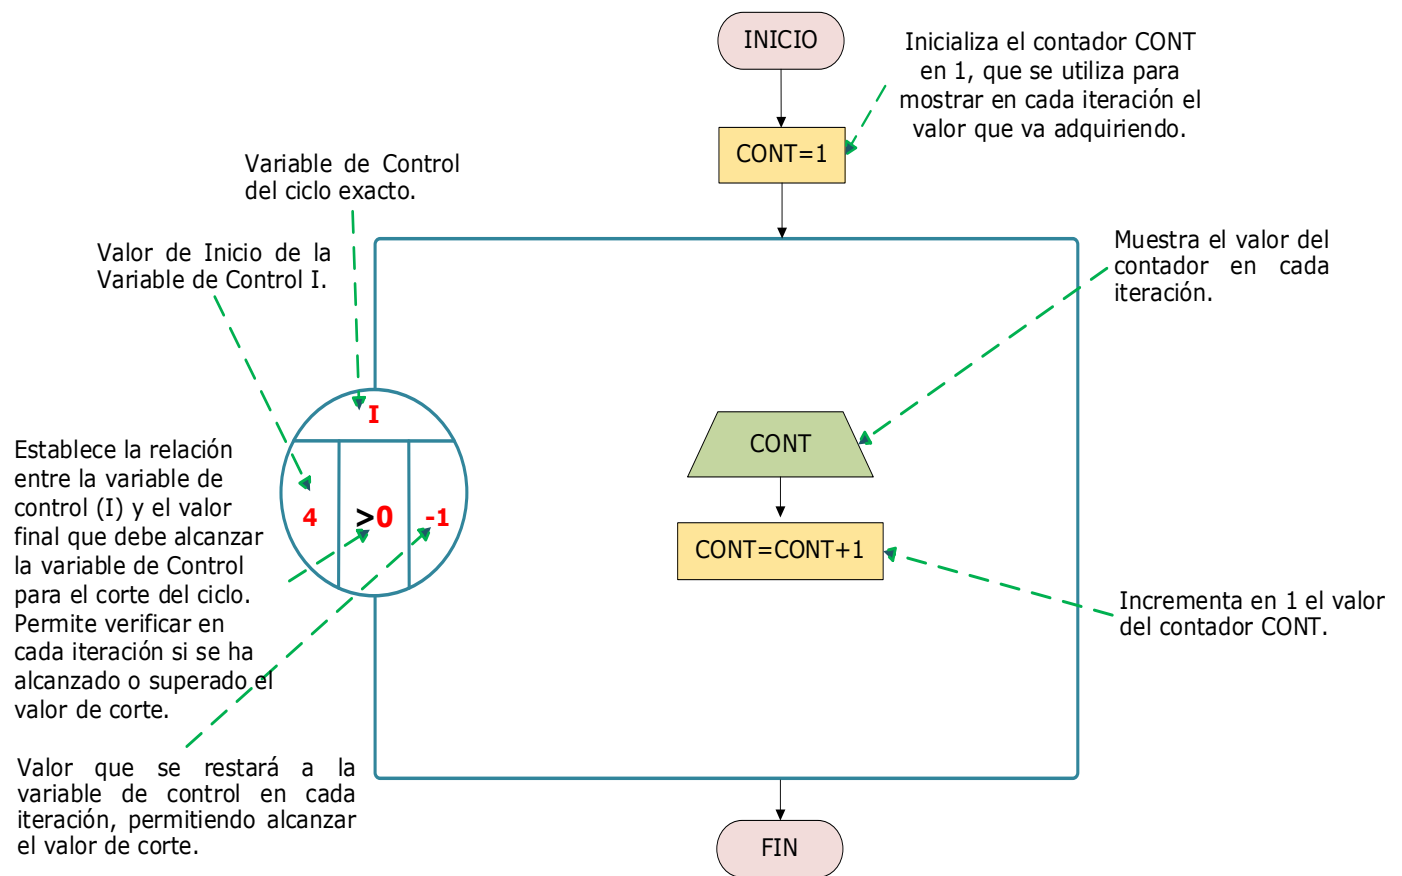 INICIO
Inicializa el contador CONT
en 1, que se utiliza para
mostrar en cada iteración el
valor que va adquiriendo.
CONT=1
Variable de Control
del ciclo exacto.
Valor de Inicio de la
Variable de Control I.
Muestra el valor del
contador en cada
iteración.
I
4 >0 -1
CONT
CONT=CONT+1
Establece la relación
entre la variable de
control (I) y el valor
final que debe alcanzar
la variable de Control
para el corte del ciclo.
Permite verificar en
cada iteración si se ha
alcanzado o superado el
valor de corte.
Incrementa en 1 el valor
del contador CONT.
Valor que se restará a la
variable de control en cada
iteración, permitiendo alcanzar
el valor de corte.
FIN